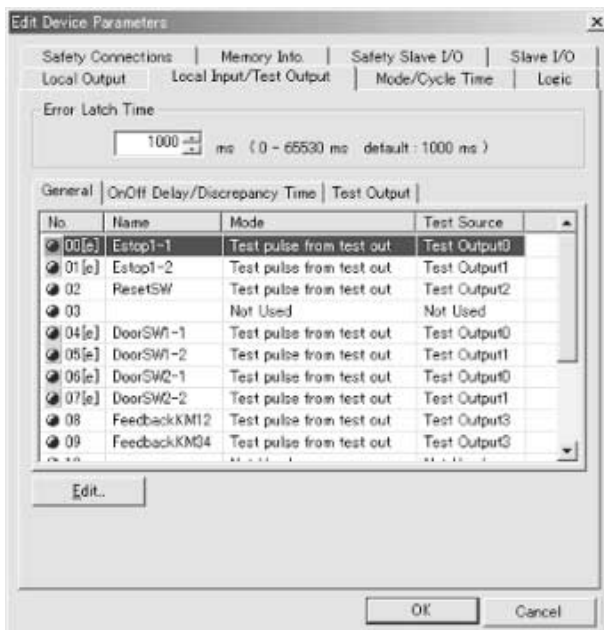 Edit Device Parameters
Safety Connections Memory Info. Safety Slave I/O Slave I/O
Local Output Local Input/Test Output Mode/Cycle Time Logic
Error Latch Time
1000 ms ( 0 - 65530 ms default : 1000 ms )
General OnOff Delay/Discrepancy Time Test Output
No. Name Mode Test Source
00[e] Estop1-1 Test pulse from test out Test Output0
01[e] Estop1-2 Test pulse from test out Test Output1
02 ResetSW Test pulse from test out Test Output2
03 Not Used Not Used
04[e] DoorSW1-1 Test pulse from test out Test Output0
05[e] DoorSW1-2 Test pulse from test out Test Output1
06[e] DoorSW2-1 Test pulse from test out Test Output0
07[e] DoorSW2-2 Test pulse from test out Test Output1
08 FeedbackKM12 Test pulse from test out Test Output3
09 FeedbackKM34 Test pulse from test out Test Output3
Edit..
OK Cancel